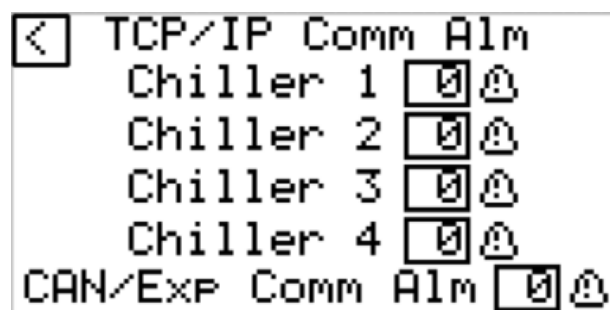 < TCP/IP Comm Alm
Chiller 1 0
Chiller 2 0
Chiller 3 0
Chiller 4 0
CAN/Exp Comm Alm 0